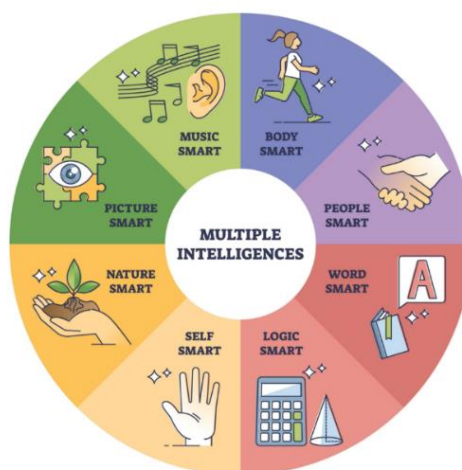 MULTIPLE
INTELLIGENCES
MUSIC
SMART
BODY
SMART
PEOPLE
SMART
WORD
SMART
A
LOGIC
SMART
SELF
SMART
NATURE
SMART
PICTURE
SMART